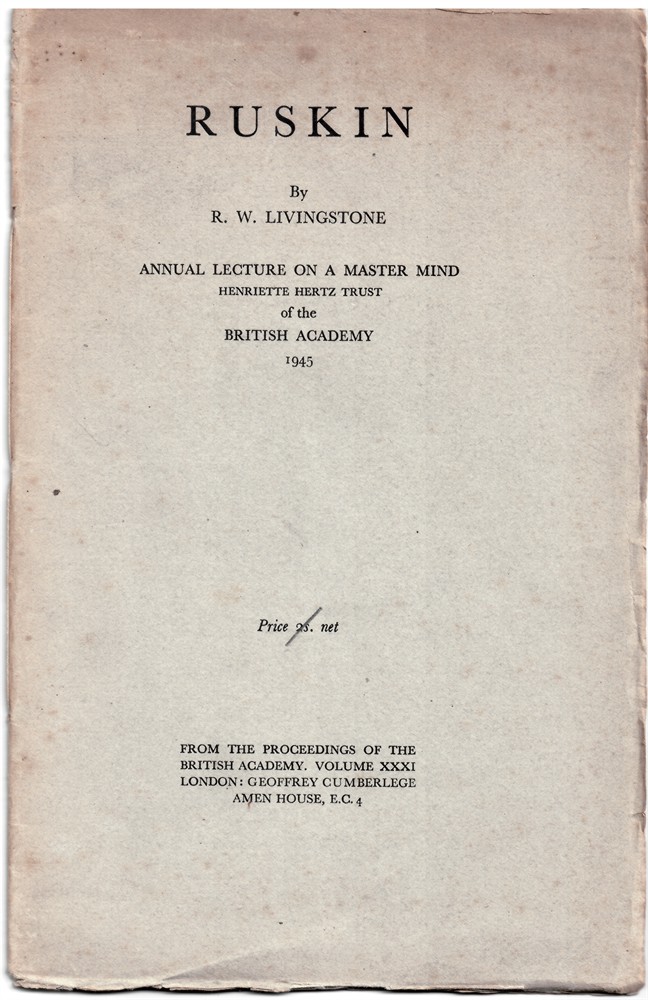 RUSKIN
By
R. W. LIVINGSTONE
ANNUAL LECTURE ON A MASTER MIND
HENRIETTE HERTZ TRUST
of the
BRITISH ACADEMY
1945
Price 2s. net
FROM THE PROCEEDINGS OF THE
BRITISH ACADEMY. VOLUME XXXI
LONDON: GEOFFREY CUMBERLEGE
AMEN HOUSE, E.C. 4